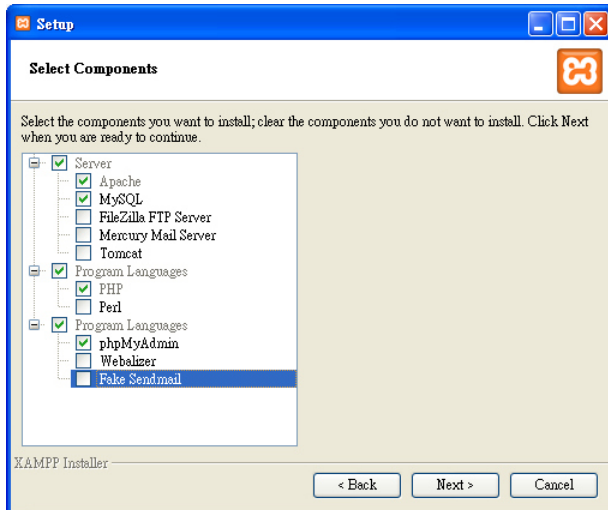 Setup
Select Components
Select the components you want to install; clear the components you do not want to install. Click Next
when you are ready to continue.
Server
Apache
MySQL
FileZilla FTP Server
Mercury Mail Server
Tomcat
Program Languages
PHP
Perl
Program Languages
phpMyAdmin
Webalizer
Fake Sendmail
XAMPP Installer
< Back
Next >
Cancel